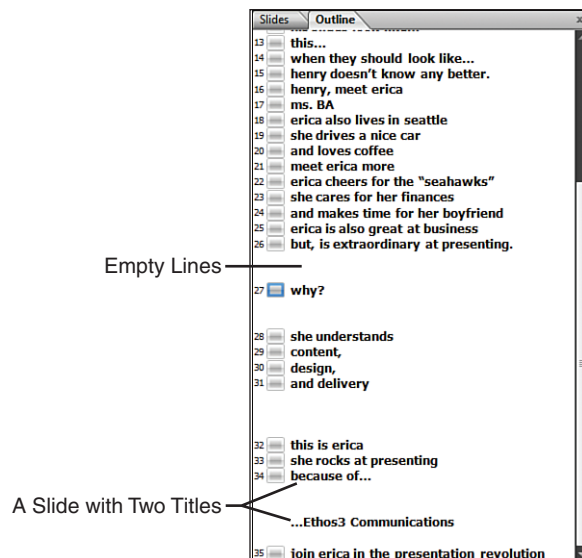 Slides Outline
13 this...
14 when they should look like...
15 henry doesn't know any better.
16 henry, meet erica
17 ms. BA
18 erica also lives in seattle
19 she drives a nice car
20 and loves coffee
21 meet erica more
22 erica cheers for the “seahawks”
23 she cares for her finances
24 and makes time for her boyfriend
25 erica is also great at business
26 but, is extraordinary at presenting.
Empty Lines
27 why?
28 she understands
29 content,
30 design,
31 and delivery
32 this is erica
33 she rocks at presenting
34 because of...
A Slide with Two Titles
...Ethos3 Communications
35 join erica in the presentation revolution